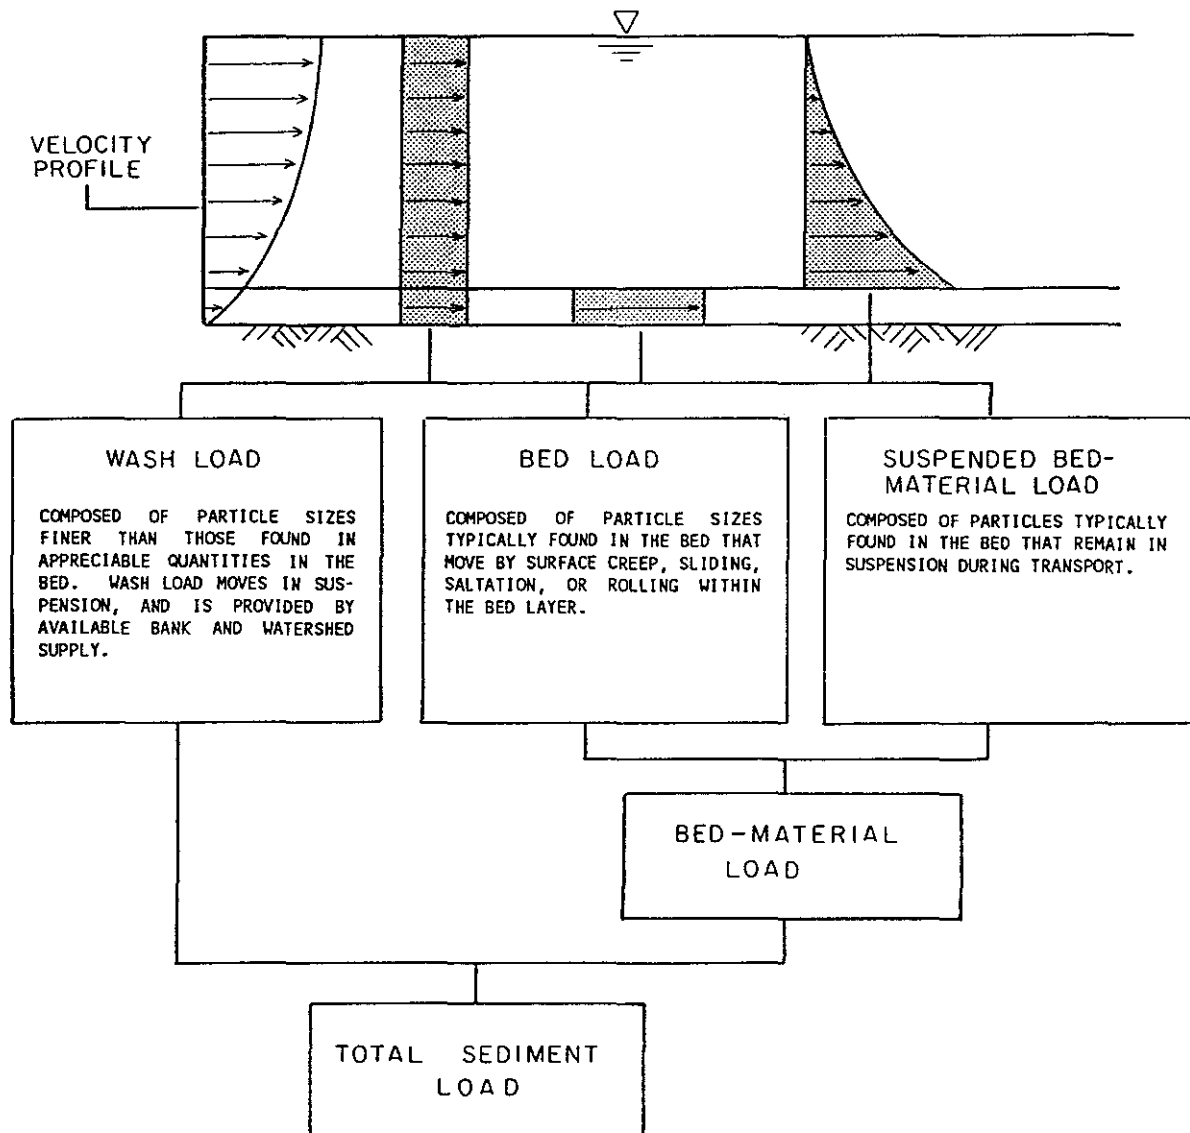 VELOCITY
PROFILE
WASH LOAD
COMPOSED OF PARTICLE SIZES
FINER THAN THOSE FOUND IN
APPRECIABLE QUANTITIES IN THE
BED. WASH LOAD MOVES IN SUS-
PENSION, AND IS PROVIDED BY
AVAILABLE BANK AND WATERSHED
SUPPLY.
BED LOAD
COMPOSED OF PARTICLE SIZES
TYPICALLY FOUND IN THE BED THAT
MOVE BY SURFACE CREEP, SLIDING,
SALTATION, OR ROLLING WITHIN
THE BED LAYER.
SUSPENDED BED-
MATERIAL LOAD
COMPOSED OF PARTICLES TYPICALLY
FOUND IN THE BED THAT REMAIN IN
SUSPENSION DURING TRANSPORT.
BED-MATERIAL
LOAD
TOTAL SEDIMENT
LOAD